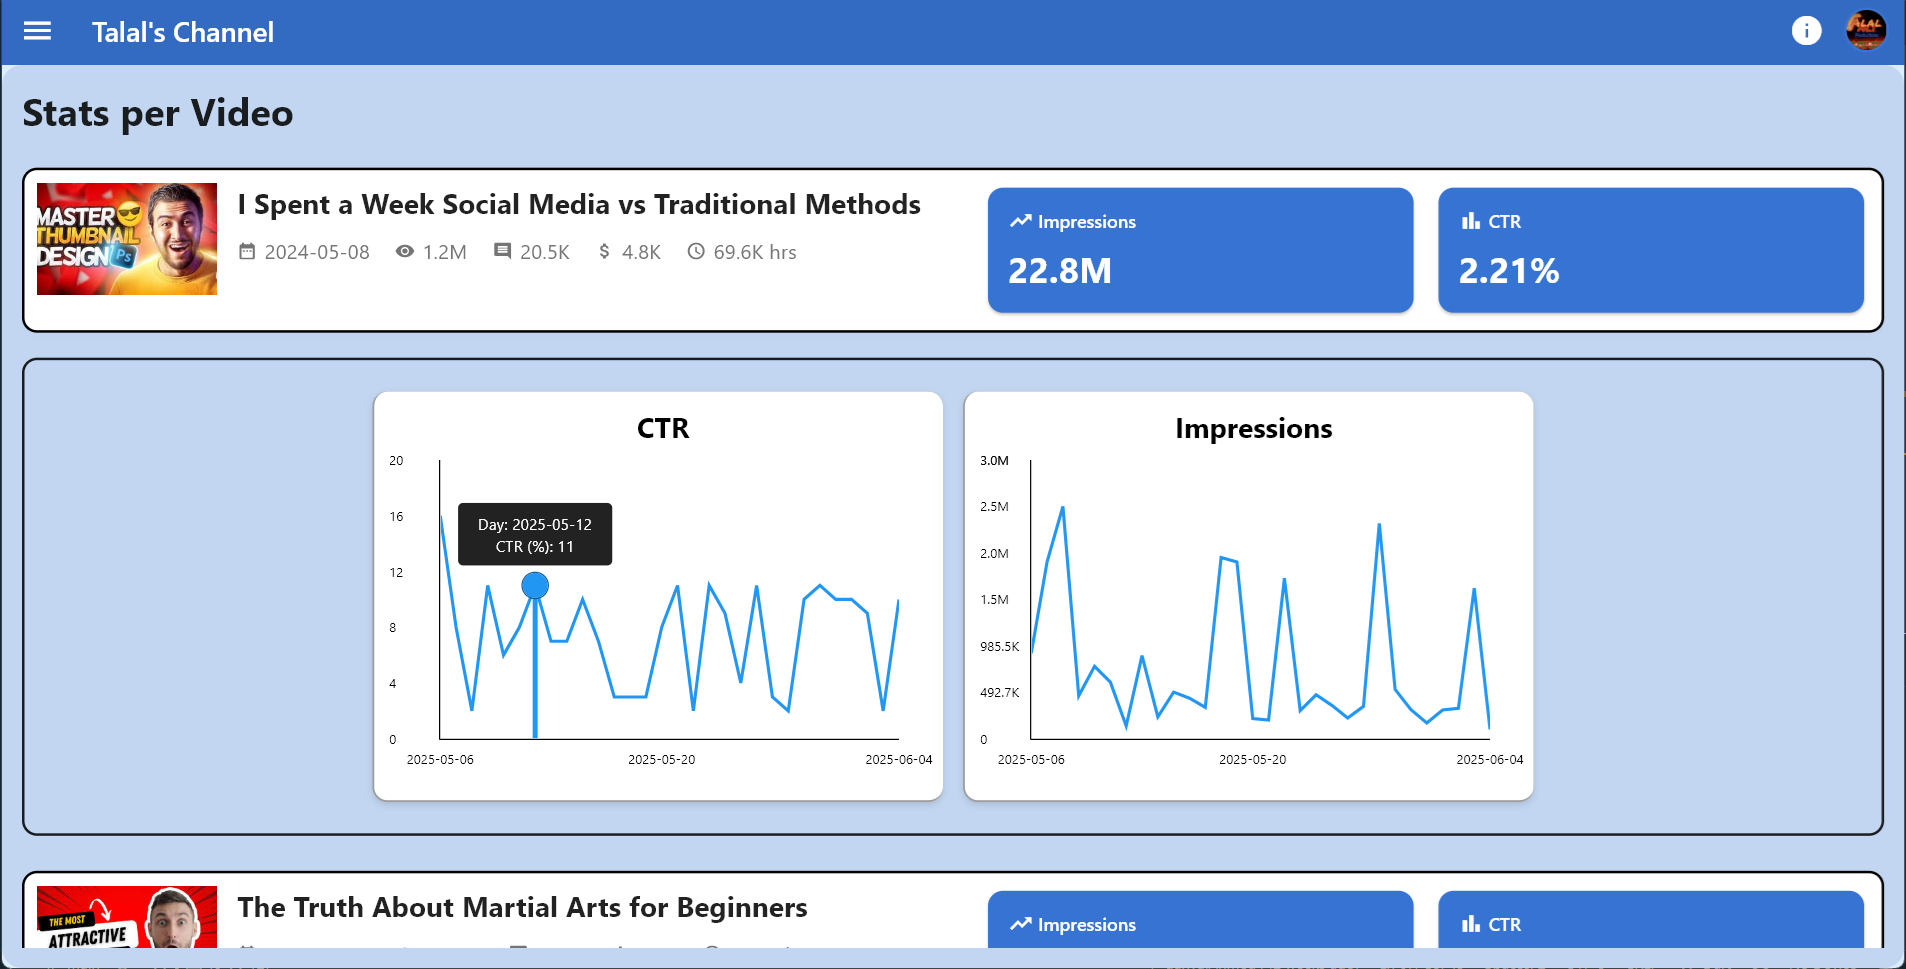 Talal's Channel
Stats per Video
MASTER
THUMBNAIL
DESIGN Ps
I Spent a Week Social Media vs Traditional Methods
2024-05-08 1.2M 20.5K $ 4.8K 69.6K hrs
Impressions
22.8M
CTR
2.21%
CTR
20
16
12
8
4
0
Day: 2025-05-12
CTR (%): 11
2025-05-06 2025-05-20 2025-06-04
Impressions
3.0M
2.5M
2.0M
1.5M
985.5K
492.7K
0
2025-05-06 2025-05-20 2025-06-04
THE MOST
ATTRACTIVE
The Truth About Martial Arts for Beginners
Impressions
CTR